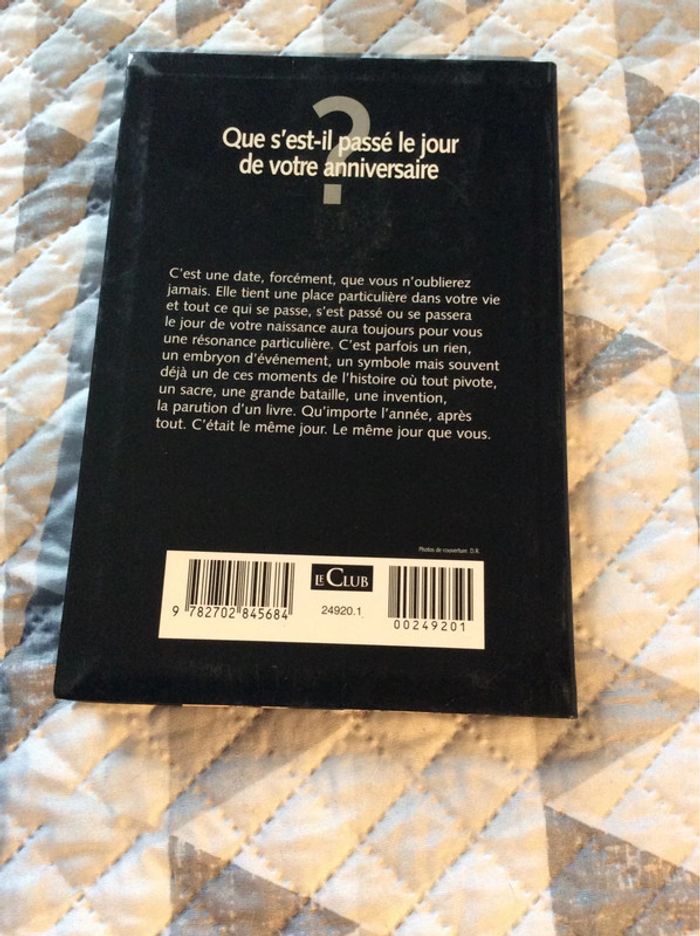 ?
Que s'est-il passé le jour
de votre anniversaire
C'est une date, forcément, que vous n'oublierez
jamais. Elle tient une place particulière dans votre vie
et tout ce qui se passe, s'est passé ou se passera
le jour de votre naissance aura toujours pour vous
une résonance particulière. C'est parfois un rien,
un embryon d'événement, un symbole mais souvent
déjà un de ces moments de l'histoire où tout pivote,
un sacre, une grande bataille, une invention,
la parution d'un livre. Qu'importe l'année, après
tout. C'était le même jour. Le même jour que vous.
Photos de couverture D.R.
LE CLUB
24920.1
9 782702 845684
00249201